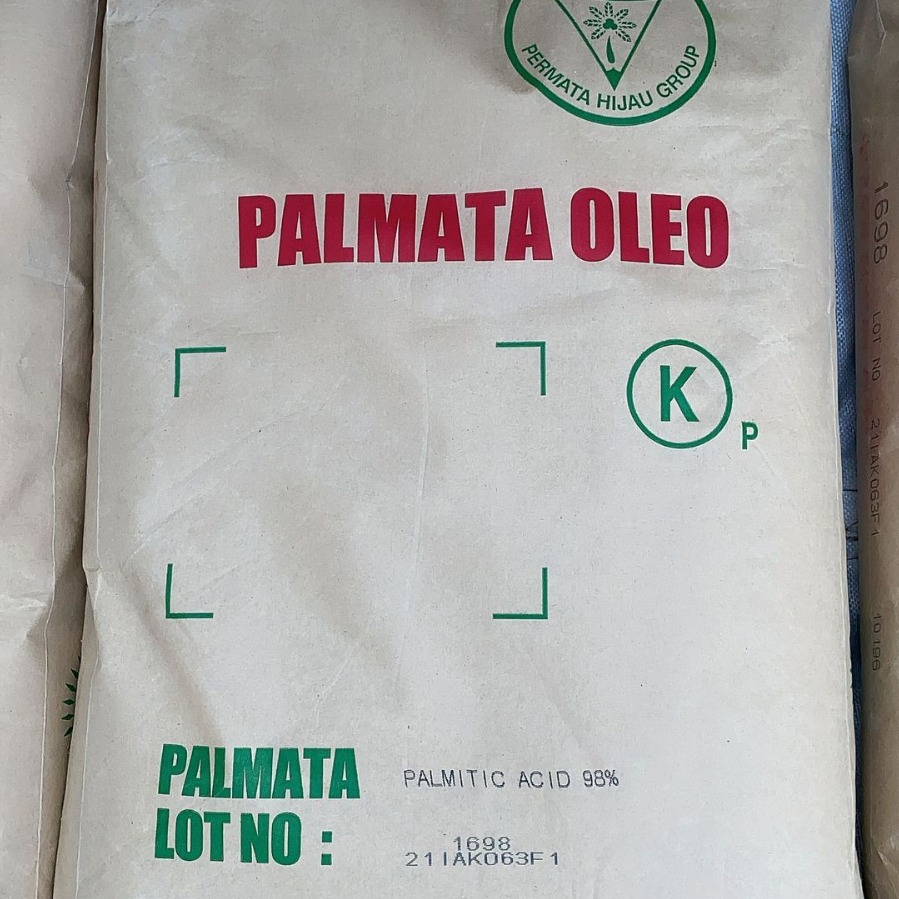 PERMATA HIJAU GROUP
PALMATA OLEO
K
P
PALMATA PALMITIC ACID 98%
1698
LOT NO : 21IAK063F1
1698 LOT NO 21IAK063F1